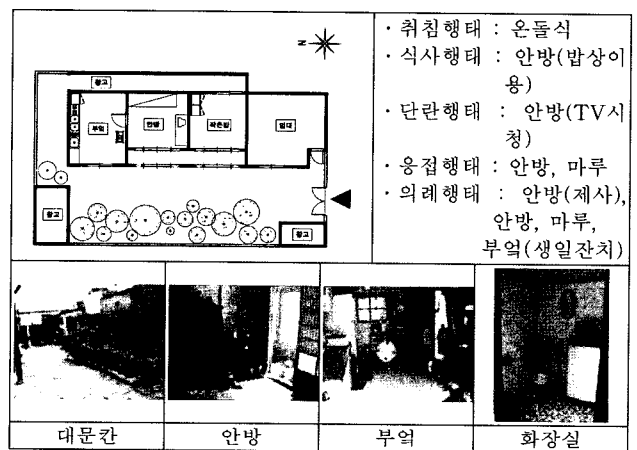 N
창고
부엌
안방
작은방
임대
창고
창고
· 취침행태 : 온돌식
· 식사행태 : 안방(밥상이
용)
· 단란행태 : 안방(TV시
청)
· 응접행태 : 안방, 마루
· 의례행태 : 안방(제사),
안방, 마루,
부엌(생일잔치)
대문칸
안방
부엌
화장실